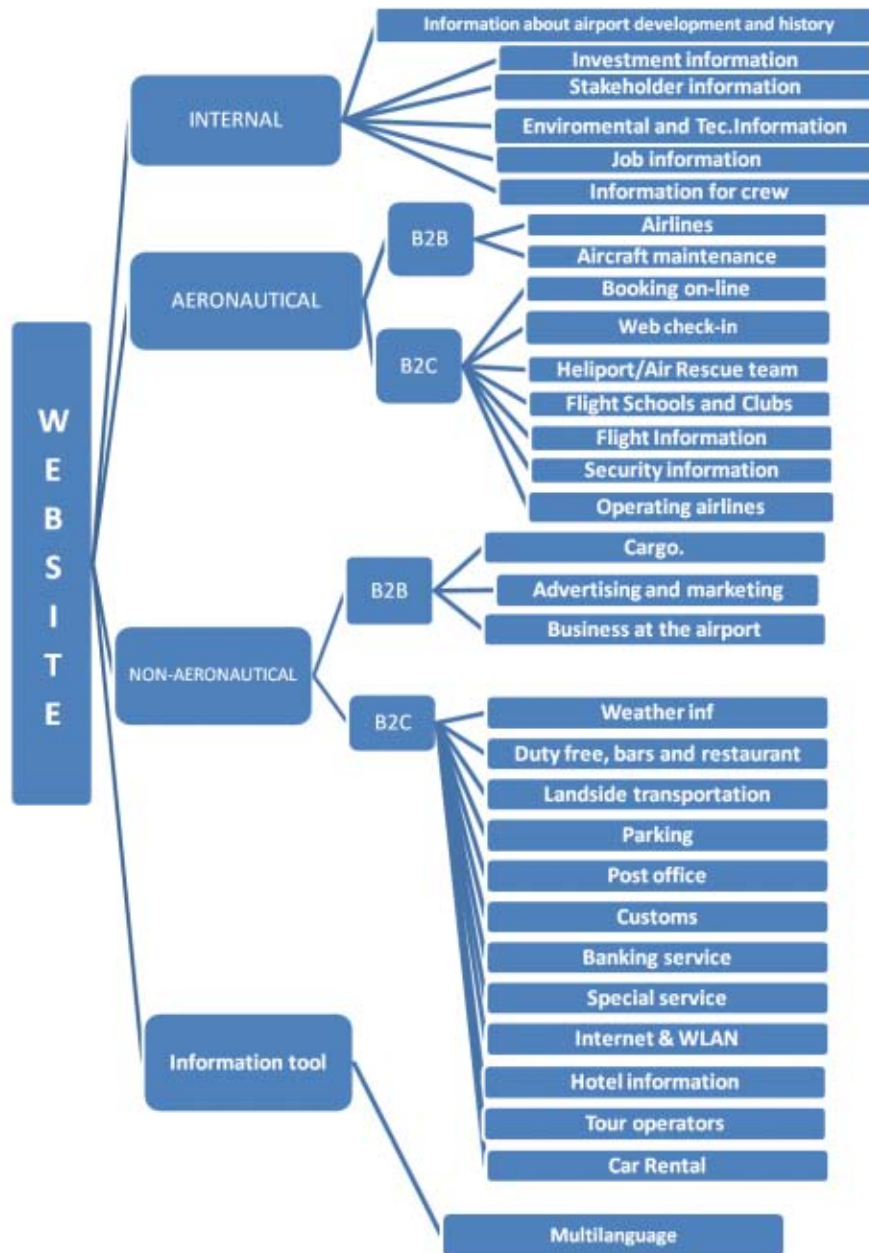 WEBSITE
INTERNAL
Information about airport development and history
Investment information
Stakeholder information
Enviromental and Tec.Information
Job information
Information for crew
AERONAUTICAL
B2B
Airlines
Aircraft maintenance
B2C
Booking on-line
Web check-in
Heliport/Air Rescue team
Flight Schools and Clubs
Flight Information
Security information
Operating airlines
NON-AERONAUTICAL
B2B
Cargo.
Advertising and marketing
Business at the airport
B2C
Weather inf
Duty free, bars and restaurant
Landside transportation
Parking
Post office
Customs
Banking service
Special service
Internet & WLAN
Hotel information
Tour operators
Car Rental
Information tool
Multilanguage